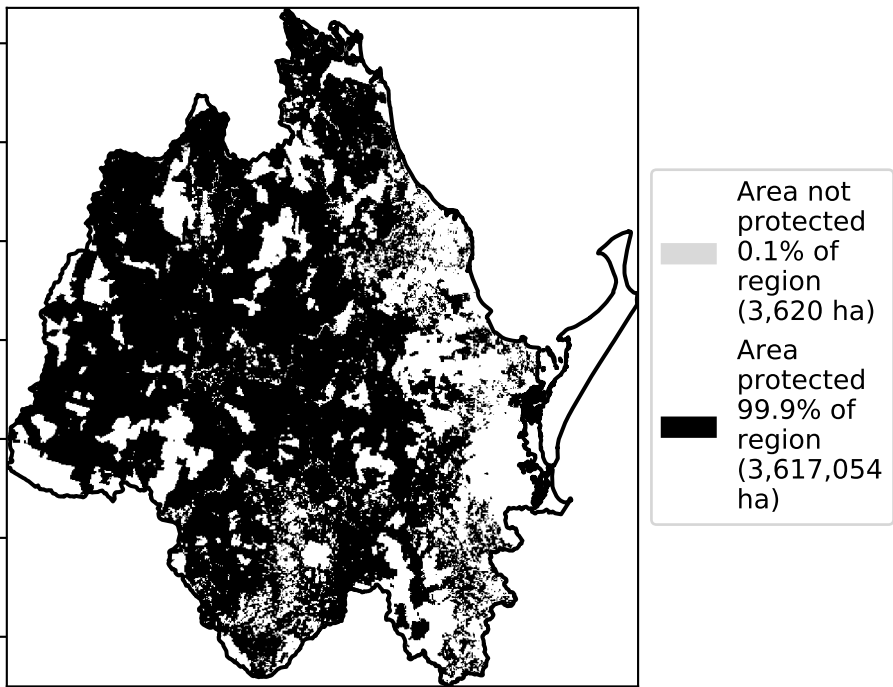 Area not
protected
0.1% of
region
(3,620 ha)
Area
protected
99.9% of
region
(3,617,054
ha)